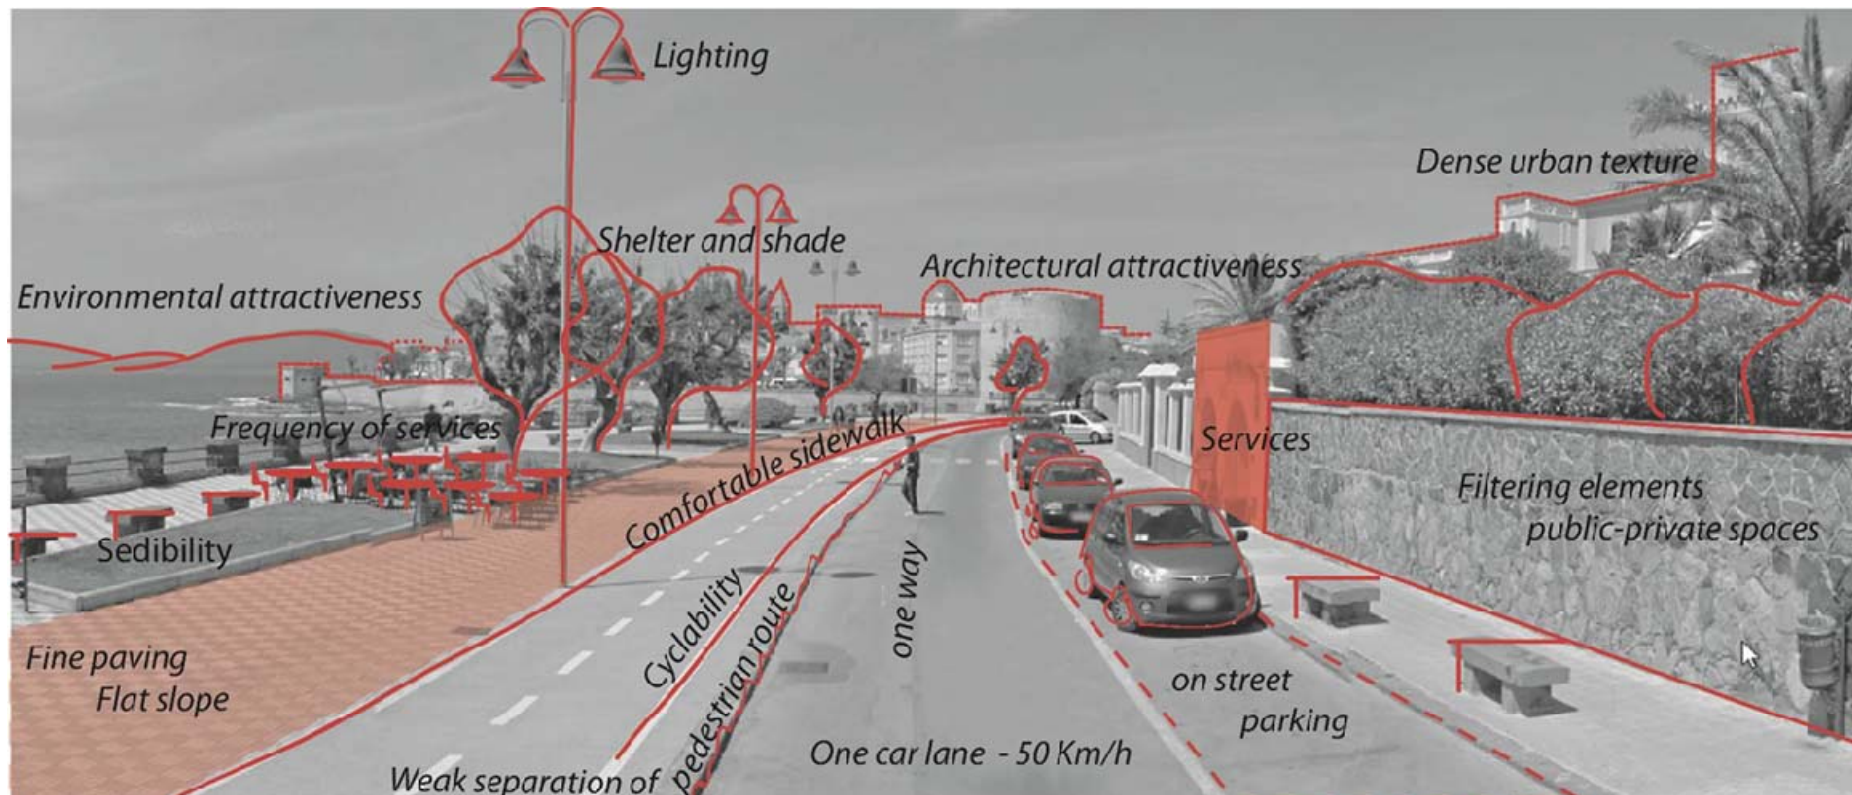 Lighting
Dense urban texture
Shelter and shade
Architectural attractiveness
Environmental attractiveness
Frequency of services
Comfortable sidewalk
Services
Filtering elements
public-private spaces
Sedibility
Cyclability
one way
Fine paving
Flat slope
on street
parking
One car lane - 50 Km/h
Weak separation of
pedestrian route